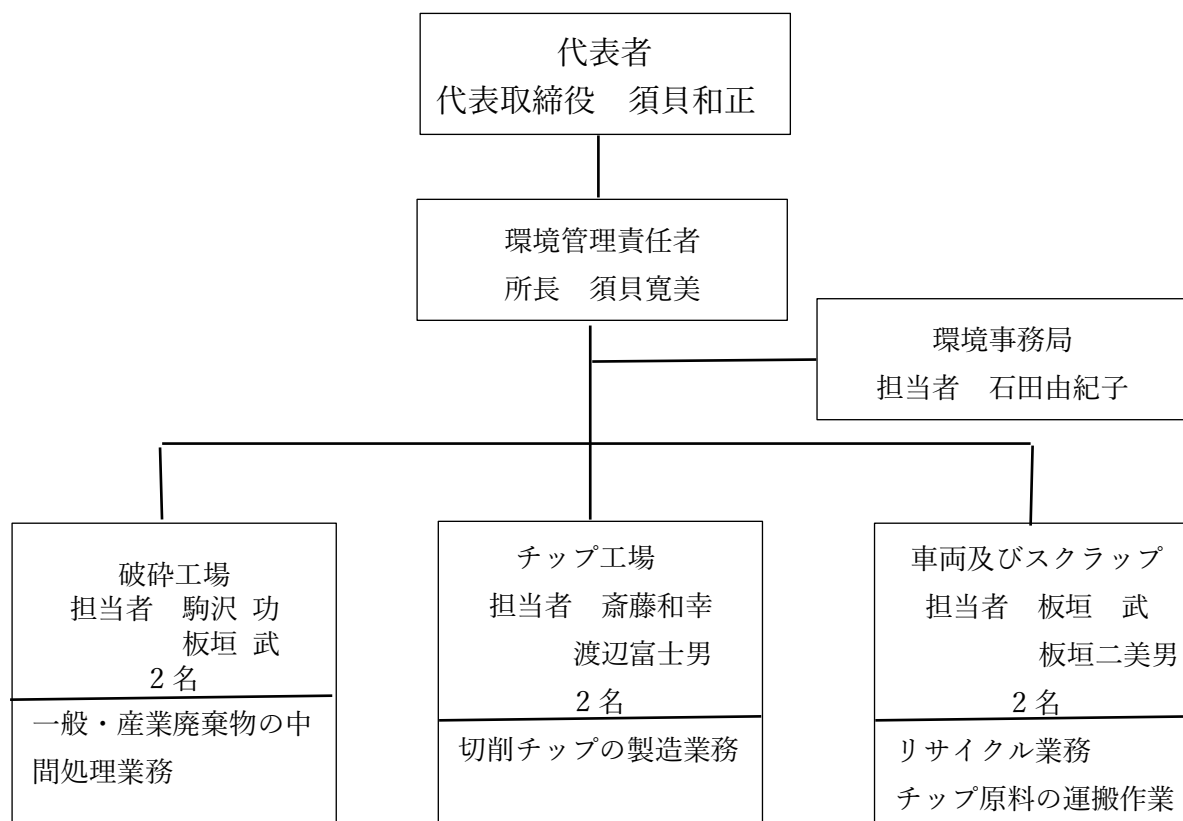 代表者
代表取締役　須貝和正
環境管理責任者
所長　須貝寛美
環境事務局
担当者　石田由紀子
破砕工場
担当者　駒沢 功
板垣 武
２名
一般・産業廃棄物の中
間処理業務
チップ工場
担当者　斎藤和幸
渡辺富士男
２名
切削チップの製造業務
車両及びスクラップ
担当者　板垣　武
板垣二美男
２名
リサイクル業務
チップ原料の運搬作業